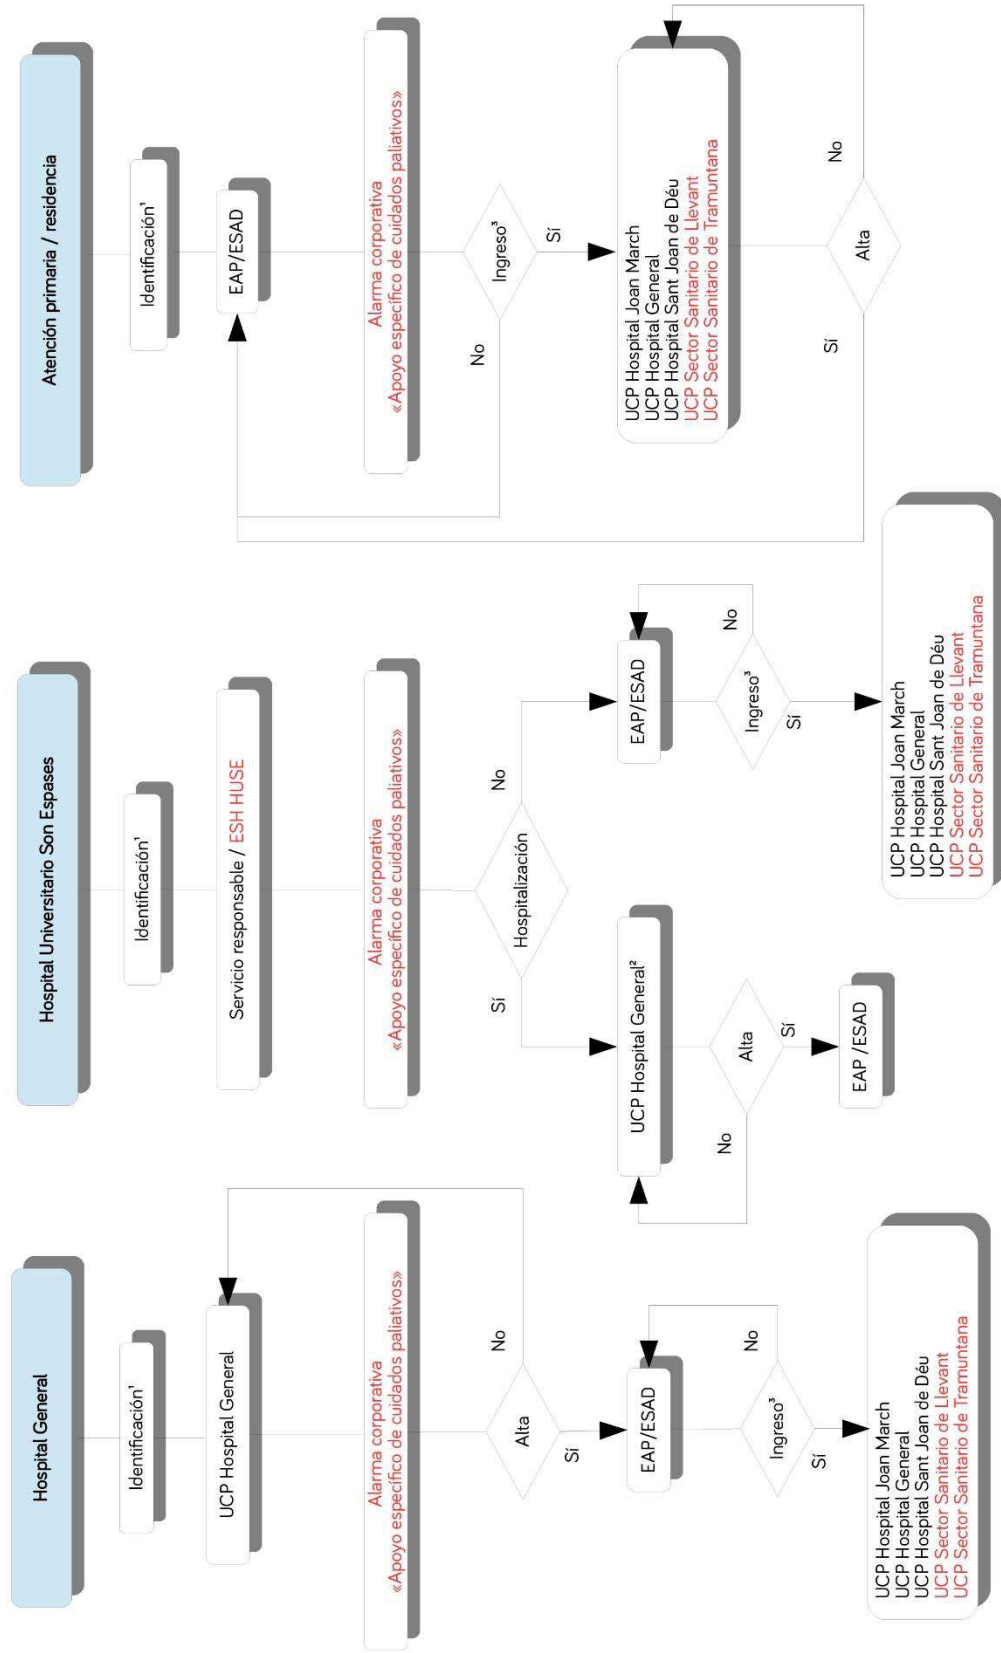 Hospital General
Identificación¹
UCP Hospital General
Alarma corporativa
«Apoyo específico de cuidados paliativos»
Alta
No
Sí
EAP/ESAD
Ingreso³
No
Sí
UCP Hospital Joan March
UCP Hospital General
UCP Hospital Sant Joan de Déu
UCP Sector Sanitario de Llevant
UCP Sector Sanitario de Tramuntana
Hospital Universitario Son Espases
Identificación¹
Servicio responsable / ESH HUSE
Alarma corporativa
«Apoyo específico de cuidados paliativos»
Hospitalización
Sí
No
UCP Hospital General²
Alta
No
Sí
EAP /ESAD
EAP/ESAD
Ingreso³
No
Sí
UCP Hospital Joan March
UCP Hospital General
UCP Hospital Sant Joan de Déu
UCP Sector Sanitario de Llevant
UCP Sector Sanitario de Tramuntana
Atención primaria / residencia
Identificación¹
EAP/ESAD
Alarma corporativa
«Apoyo específico de cuidados paliativos»
Ingreso³
No
Sí
UCP Hospital Joan March
UCP Hospital General
UCP Hospital Sant Joan de Déu
UCP Sector Sanitario de Llevant
UCP Sector Sanitario de Tramuntana
Alta
Sí
No